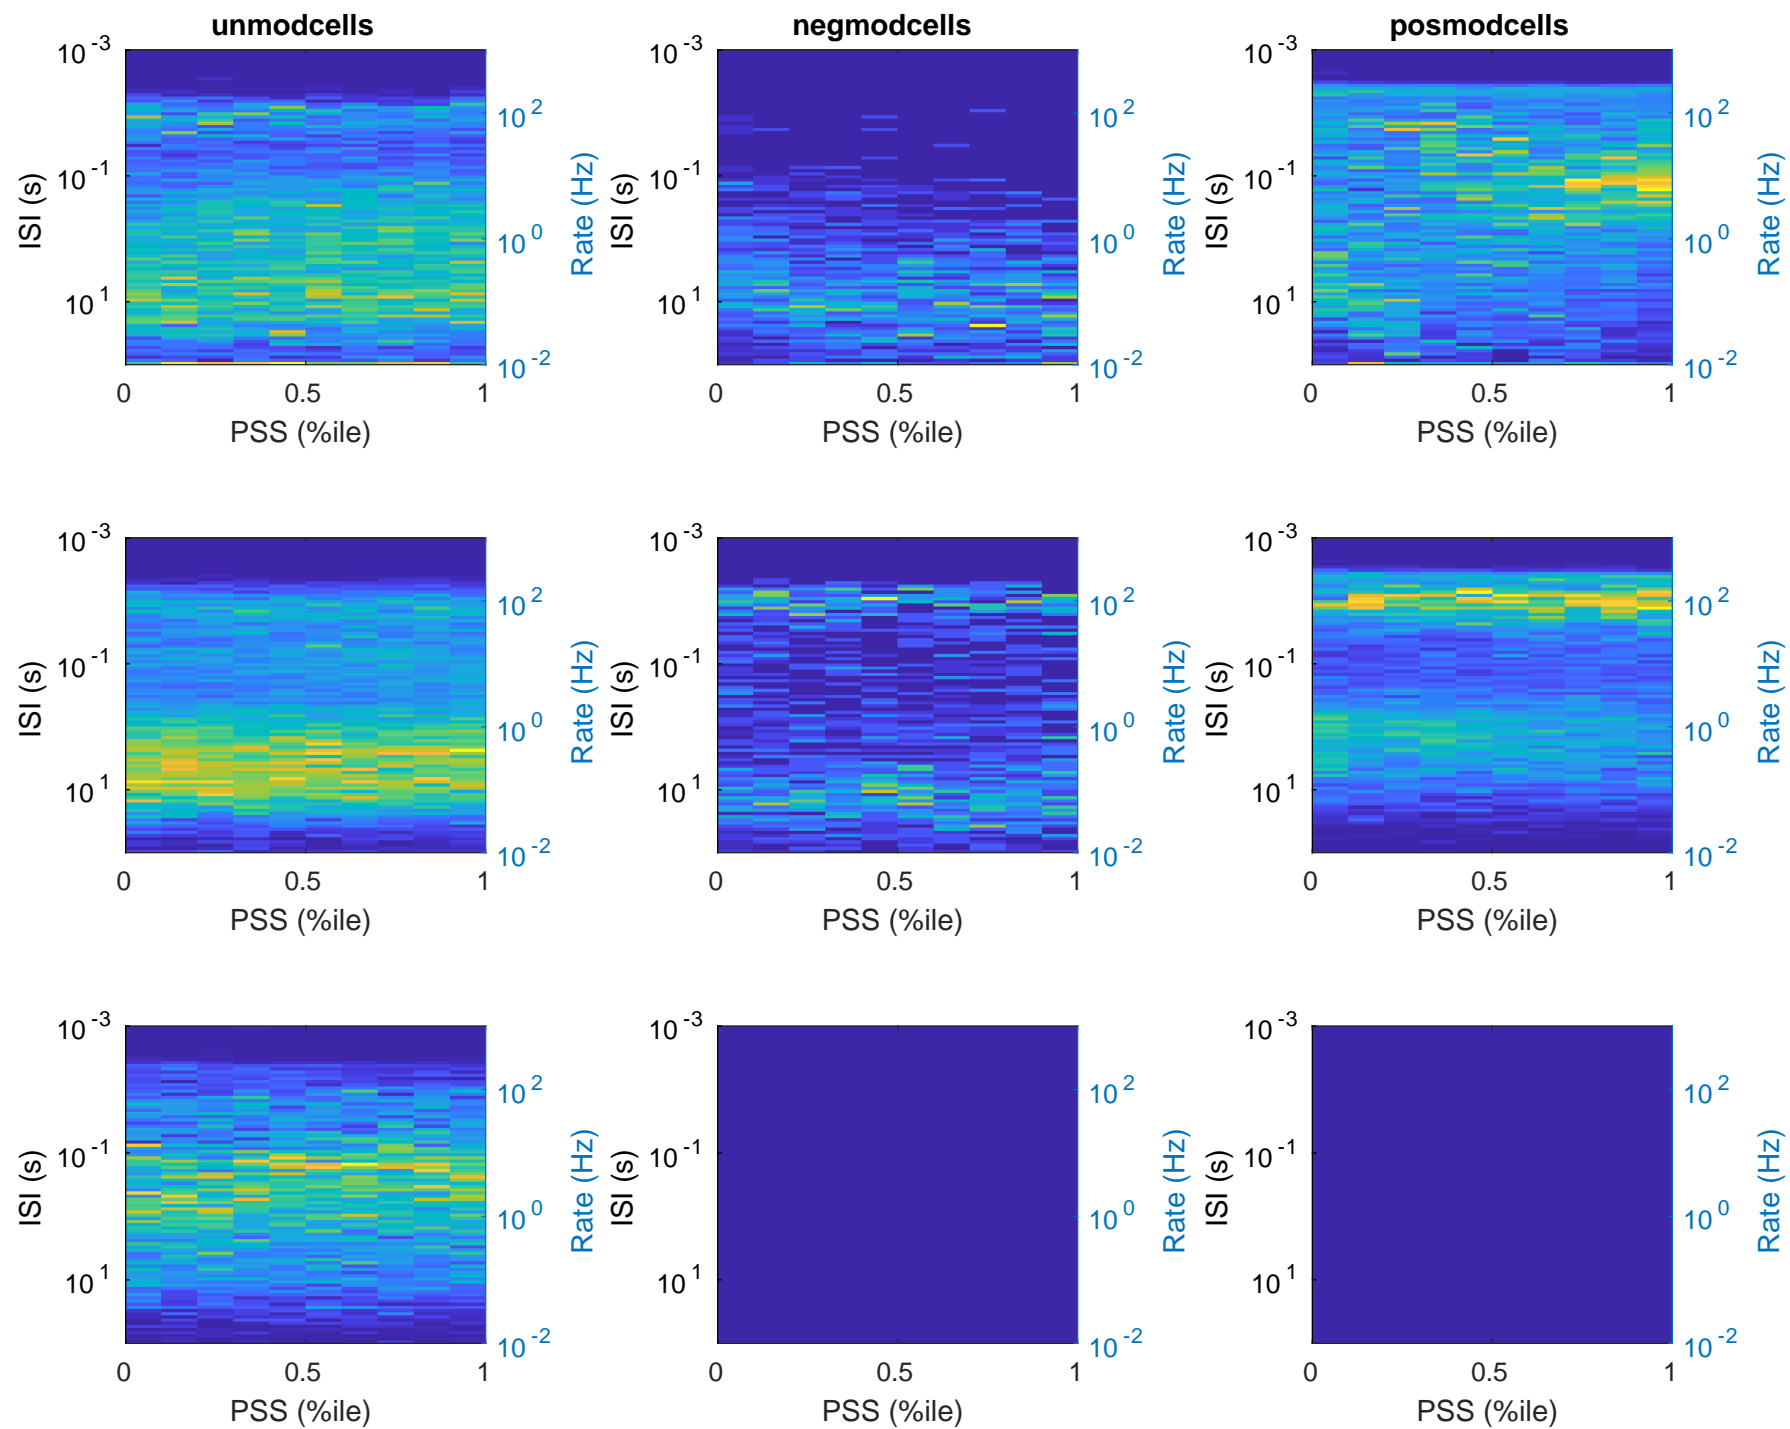 unmodcells negmodcells posmodcells
10-3 10-3 10-3
10 2 10 2 10 2
10-1 10-1 10-1
ISI (s) Rate (Hz) ISI (s) Rate (Hz) ISI (s) Rate (Hz)
10 0 10 0 10 0
10 1 10 1 10 1
10-2 10-2 10-2
0 0.5 1 0 0.5 1 0 0.5 1
PSS (%ile) PSS (%ile) PSS (%ile)
10-3 10-3 10-3
10 2 10 2 10 2
10-1 10-1 10-1
ISI (s) Rate (Hz) ISI (s) Rate (Hz) ISI (s) Rate (Hz)
10 0 10 0 10 0
10 1 10 1 10 1
10-2 10-2 10-2
0 0.5 1 0 0.5 1 0 0.5 1
PSS (%ile) PSS (%ile) PSS (%ile)
10-3 10-3 10-3
10 2 10 2 10 2
10-1 10-1 10-1
ISI (s) Rate (Hz) ISI (s) Rate (Hz) ISI (s) Rate (Hz)
10 0 10 0 10 0
10 1 10 1 10 1
10-2 10-2 10-2
0 0.5 1 0 0.5 1 0 0.5 1
PSS (%ile) PSS (%ile) PSS (%ile)